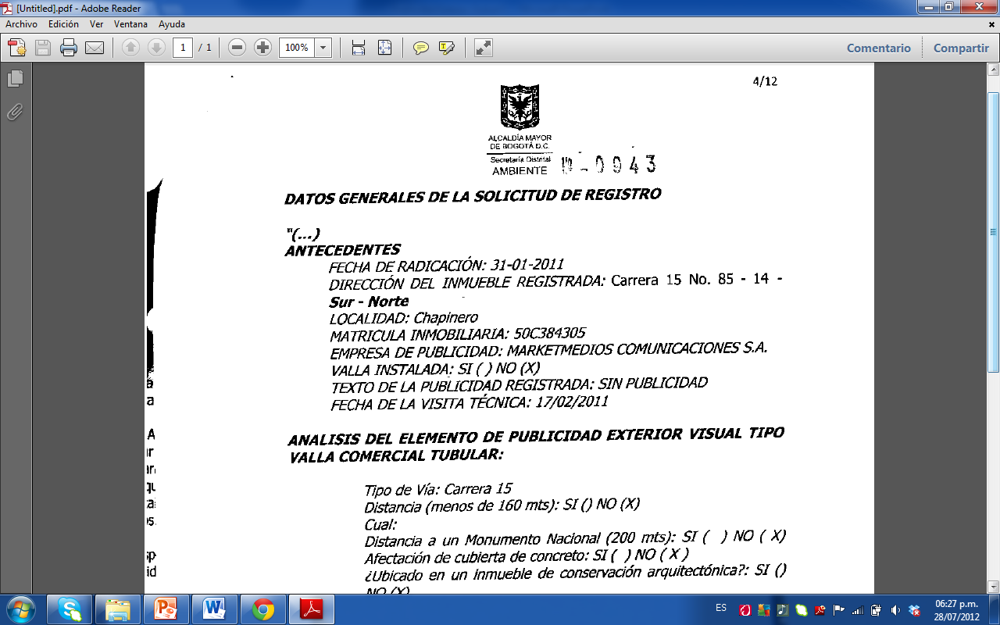 [Untitled].pdf - Adobe Reader
Archivo Edición Ver Ventana Ayuda
1 / 1 100% Comentario Compartir
4/12
ALCALDÍA MAYOR
DE BOGOTÁ D.C.
Secretaría Distrital
AMBIENTE
0943
DATOS GENERALES DE LA SOLICITUD DE REGISTRO
"(...)
ANTECEDENTES
FECHA DE RADICACIÓN: 31-01-2011
DIRECCIÓN DEL INMUEBLE REGISTRADA: Carrera 15 No. 85 - 14 -
Sur - Norte
LOCALIDAD: Chapinero
MATRICULA INMOBILIARIA: 50C384305
EMPRESA DE PUBLICIDAD: MARKETMEDIOS COMUNICACIONES S.A.
VALLA INSTALADA: SI ( ) NO (X)
TEXTO DE LA PUBLICIDAD REGISTRADA: SIN PUBLICIDAD
FECHA DE LA VISITA TÉCNICA: 17/02/2011
ANALISIS DEL ELEMENTO DE PUBLICIDAD EXTERIOR VISUAL TIPO
VALLA COMERCIAL TUBULAR:
Tipo de Vía: Carrera 15
Distancia (menos de 160 mts): SI () NO (X)
Cual:
Distancia a un Monumento Nacional (200 mts): SI ( ) NO ( X)
Afectación de cubierta de concreto: SI ( ) NO ( X )
¿Ubicado en un inmueble de conservación arquitectónica?: SI ()
NO (X)
ES 06:27 p.m.
28/07/2012